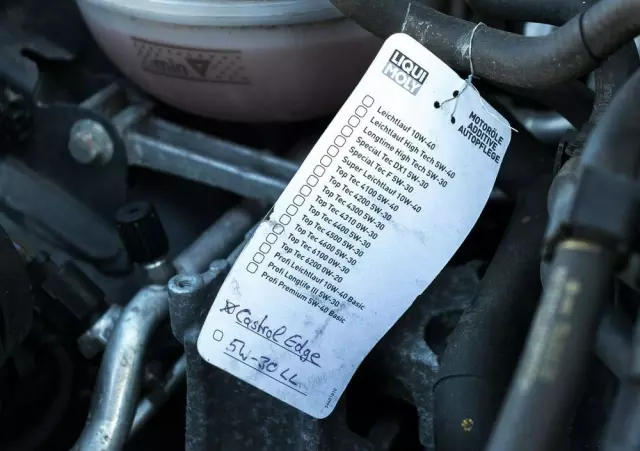 LIQUI
MOLY
MOTORÖLE
ADDITIVE
AUTOPFLEGE
Leichtlauf 10W-40
Leichtlauf High Tech 5W-40
Longtime High Tech 5W-30
Special Tec DX1 5W-30
Special Tec F 5W-30
Super Leichtlauf 10W-40
Top Tec 4100 5W-40
Top Tec 4200 5W-30
Top Tec 4300 5W-30
Top Tec 4310 0W-30
Top Tec 4400 5W-30
Top Tec 4500 5W-30
Top Tec 4600 5W-30
Top Tec 6100 0W-30
Top Tec 6200 0W-20
Profi Leichtlauf 10W-40 Basic
Profi Longlife III 5W-30
Profi Premium 5W-40 Basic
Castrol Edge
5W-30 LL
min